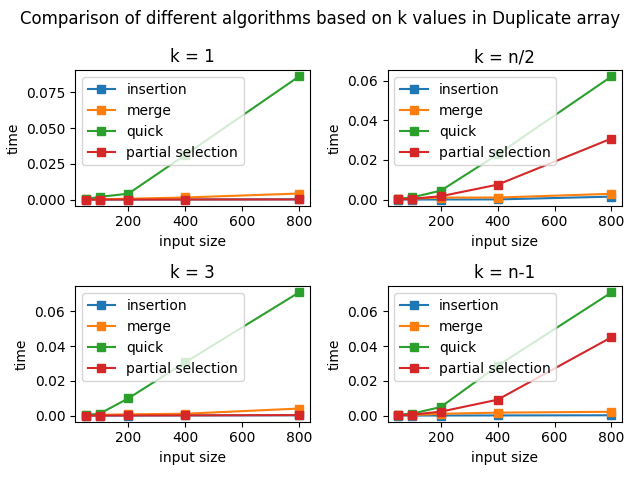 Comparison of different algorithms based on k values in Duplicate array
k = 1
time
0.075
0.050
0.025
0.000
insertion
merge
quick
partial selection
200
400
600
800
input size
k = n/2
time
0.06
0.04
0.02
0.00
insertion
merge
quick
partial selection
200
400
600
800
input size
k = 3
time
0.06
0.04
0.02
0.00
insertion
merge
quick
partial selection
200
400
600
800
input size
k = n-1
time
0.06
0.04
0.02
0.00
insertion
merge
quick
partial selection
200
400
600
800
input size